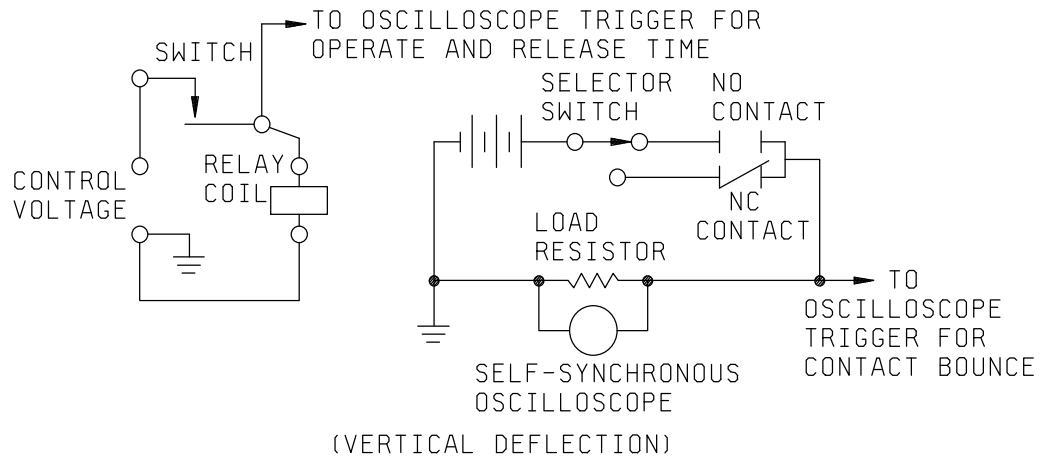 TO OSCILLOSCOPE TRIGGER FOR
OPERATE AND RELEASE TIME
SWITCH
SELECTOR
SWITCH
NO
CONTACT
RELAY
COIL
CONTROL
VOLTAGE
NC
CONTACT
LOAD
RESISTOR
TO
OSCILLOSCOPE
TRIGGER FOR
CONTACT BOUNCE
SELF-SYNCHRONOUS
OSCILLOSCOPE
(VERTICAL DEFLECTION)